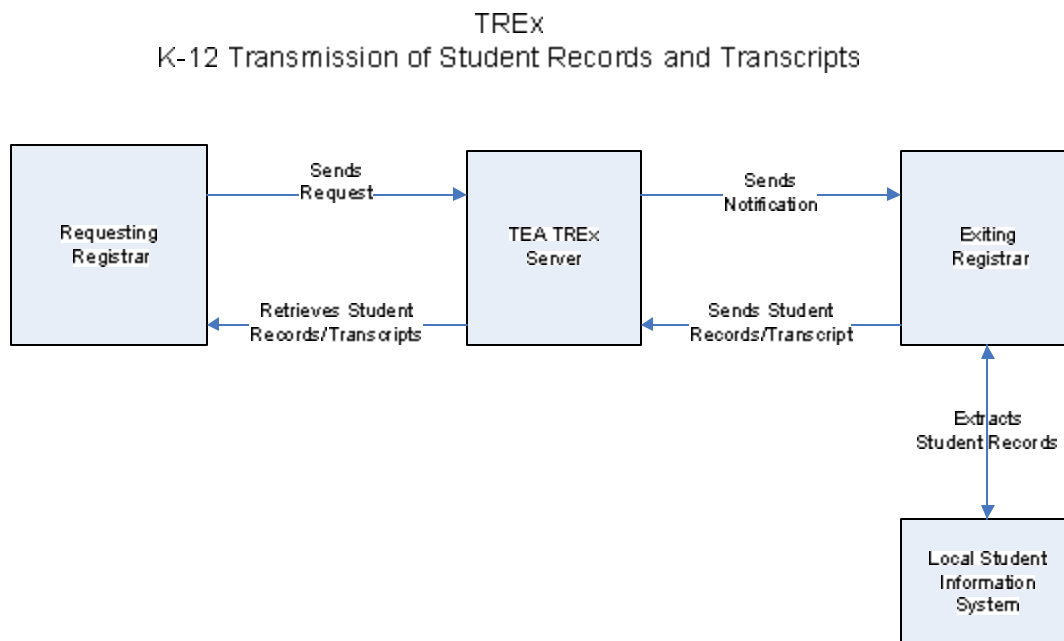 TREx
K-12 Transmission of Student Records and Transcripts
Sends
Request
Sends
Notification
Requesting
Registrar
TEA TREx
Server
Exiting
Registrar
Retrieves Student
Records/Transcripts
Sends Student
Records/Transcript
Extracts
Student Records
Local Student
Information
System